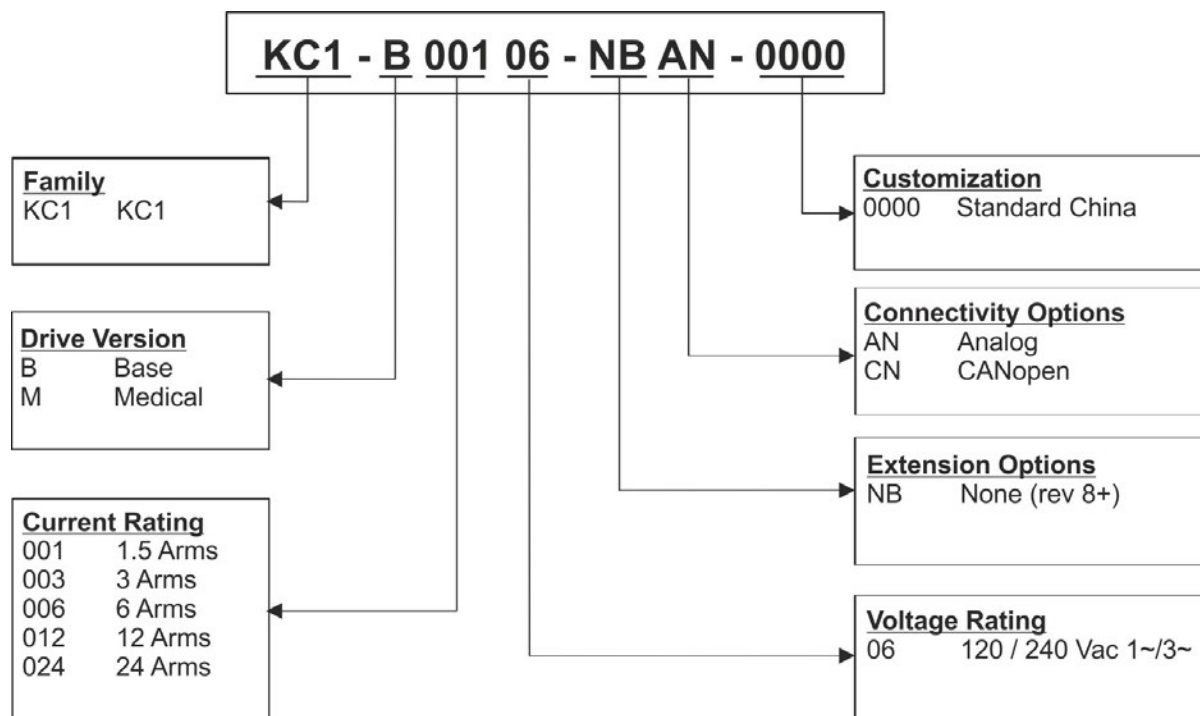 KC1 - B 001 06 - NB AN - 0000
Family
KC1 KC1
Drive Version
B Base
M Medical
Current Rating
001 1.5 Arms
003 3 Arms
006 6 Arms
012 12 Arms
024 24 Arms
Customization
0000 Standard China
Connectivity Options
AN Analog
CN CANopen
Extension Options
NB None (rev 8+)
Voltage Rating
06 120 / 240 Vac 1~/3~